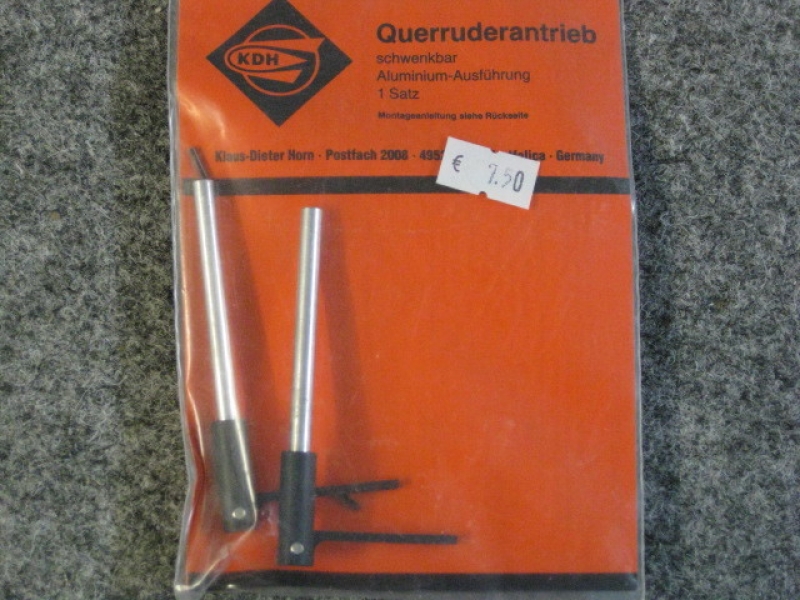 KDH
Querruderantrieb
schwenkbar
Aluminium-Ausführung
1 Satz
Montageanleitung siehe Rückseite
Klaus-Dieter Horn · Postfach 2008 · Germany
€ 7.50